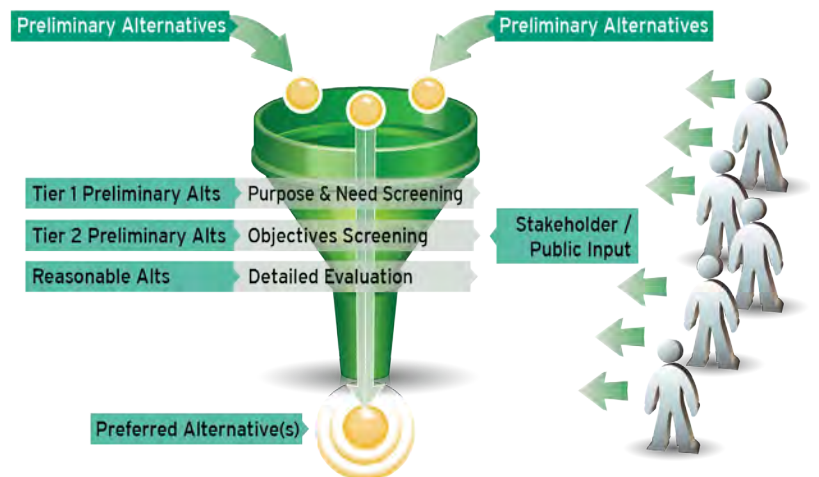 Preliminary Alternatives
Preliminary Alternatives
Tier 1 Preliminary Alts
Purpose & Need Screening
Tier 2 Preliminary Alts
Objectives Screening
Stakeholder /
Public Input
Reasonable Alts
Detailed Evaluation
Preferred Alternative(s)